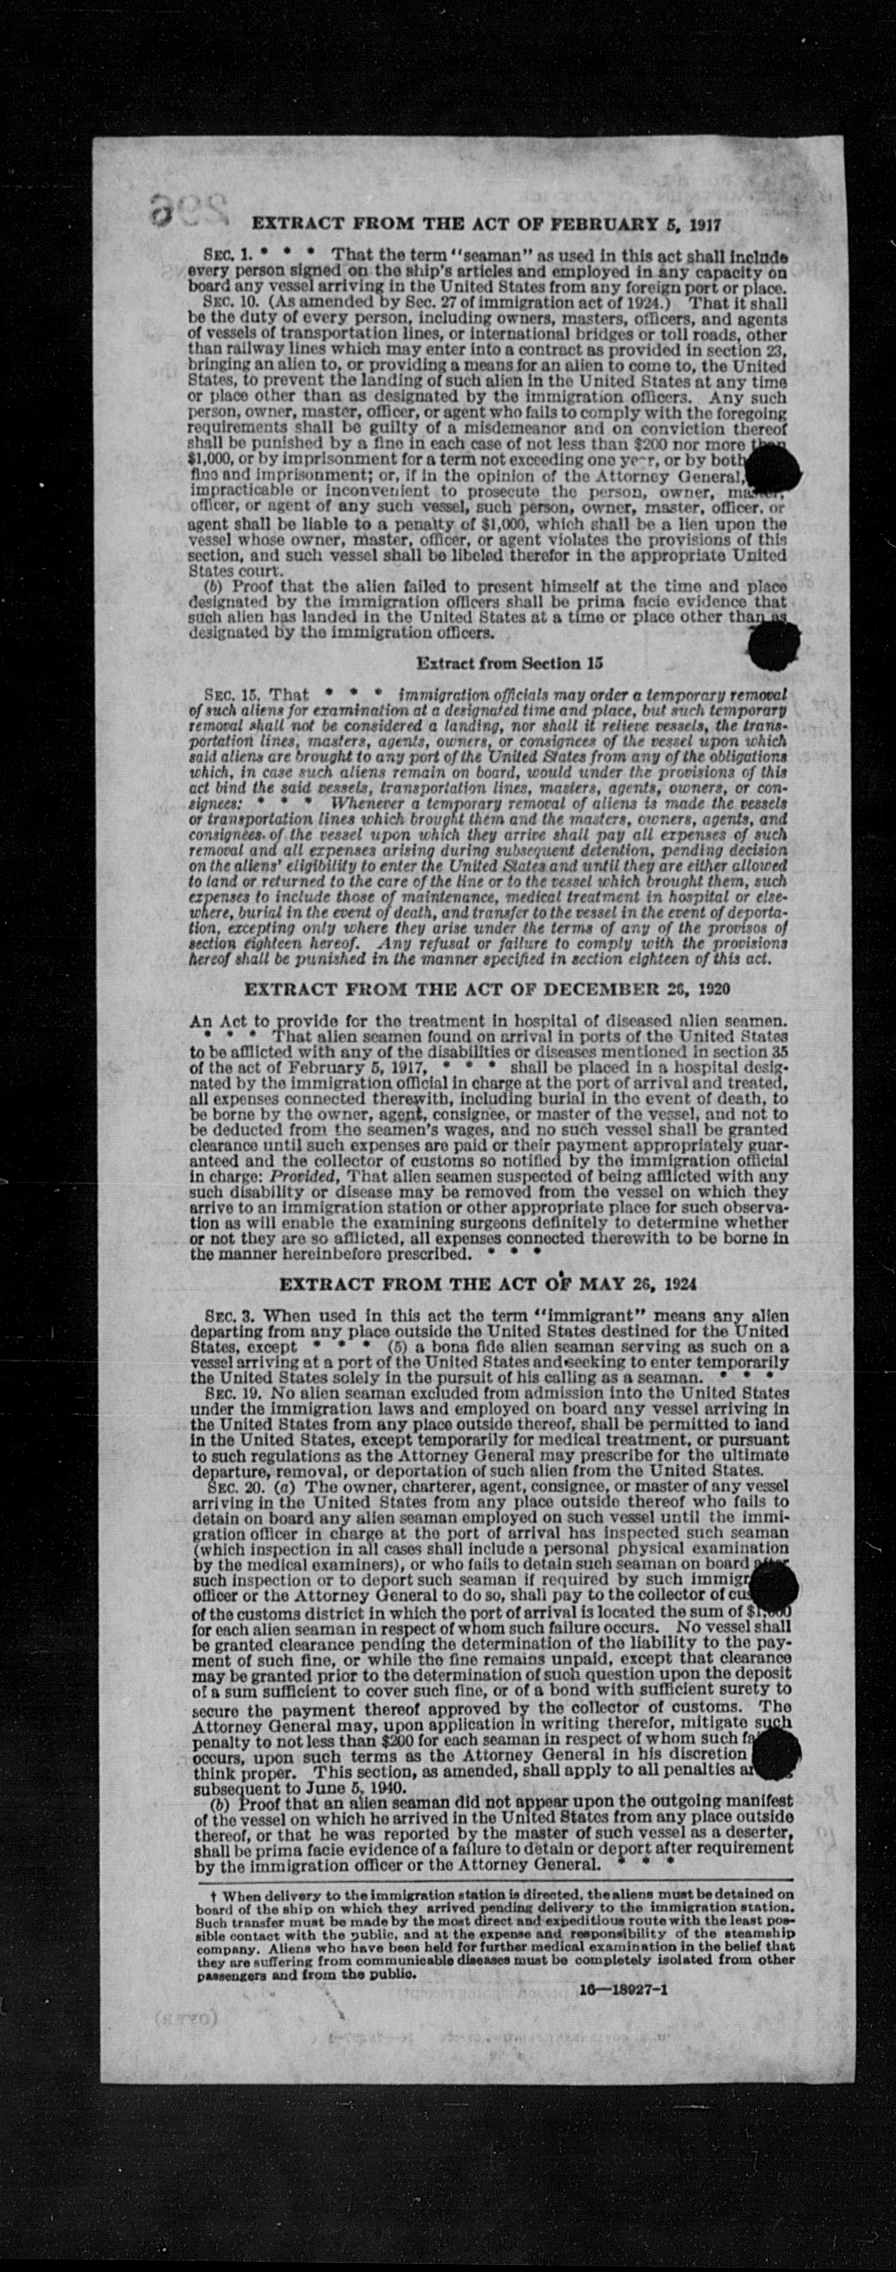 EXTRACT FROM THE ACT OF FEBRUARY 5, 1917
SEC. 1. * * * That the term "seaman" as used in this act shall include
every person signed on the ship's articles and employed in any capacity on
board any vessel arriving in the United States from any foreign port or place.
SEC. 10. (As amended by Sec. 27 of immigration act of 1924.) That it shall
be the duty of every person, including owners, masters, officers, and agents
of vessels of transportation lines, or international bridges or toll roads, other
than railway lines which may enter into a contract as provided in section 23,
bringing an alien to, or providing a means for an alien to come to, the United
States, to prevent the landing of such alien in the United States at any time
or place other than as designated by the immigration officers. Any such
person, owner, master, officer, or agent who fails to comply with the foregoing
requirements shall be guilty of a misdemeanor and on conviction thereof
shall be punished by a fine in each case of not less than $200 nor more than
$1,000, or by imprisonment for a term not exceeding one year, or by both
fine and imprisonment; or, if in the opinion of the Attorney General,
impracticable or inconvenient to prosecute the person, owner, master,
officer, or agent of any such vessel, such person, owner, master, officer, or
agent shall be liable to a penalty of $1,000, which shall be a lien upon the
vessel whose owner, master, officer, or agent violates the provisions of this
section, and such vessel shall be libeled therefor in the appropriate United
States court.
(b) Proof that the alien failed to present himself at the time and place
designated by the immigration officers shall be prima facie evidence that
such alien has landed in the United States at a time or place other than as
designated by the immigration officers.
Extract from Section 15
SEC. 15. That * * * immigration officials may order a temporary removal
of such aliens for examination at a designated time and place, but such temporary
removal shall not be considered a landing, nor shall it relieve vessels, the trans-
portation lines, masters, agents, owners, or consignees of the vessel upon which
said aliens are brought to any port of the United States from any of the obligations
which, in case such aliens remain on board, would under the provisions of this
act bind the said vessels, transportation lines, masters, agents, owners, or con-
signees: * * * Whenever a temporary removal of aliens is made the vessels
or transportation lines which brought them and the masters, owners, agents, and
consignees of the vessel upon which they arrive shall pay all expenses of such
removal and all expenses arising during subsequent detention, pending decision
on the aliens' eligibility to enter the United States and until they are either allowed
to land or returned to the care of the line or to the vessel which brought them, such
expenses to include those of maintenance, medical treatment in hospital or else-
where, burial in the event of death, and transfer to the vessel in the event of deporta-
tion, excepting only where they arise under the terms of any of the provisos of
section eighteen hereof. Any refusal or failure to comply with the provisions
hereof shall be punished in the manner specified in section eighteen of this act.
EXTRACT FROM THE ACT OF DECEMBER 26, 1920
An Act to provide for the treatment in hospital of diseased alien seamen.
* * * That alien seamen found on arrival in ports of the United States
to be afflicted with any of the disabilities or diseases mentioned in section 35
of the act of February 5, 1917, * * * shall be placed in a hospital desig-
nated by the immigration official in charge at the port of arrival and treated,
all expenses connected therewith, including burial in the event of death, to
be borne by the owner, agent, consignee, or master of the vessel, and not to
be deducted from the seamen's wages, and no such vessel shall be granted
clearance until such expenses are paid or their payment appropriately guar-
anteed and the collector of customs so notified by the immigration official
in charge: Provided, That alien seamen suspected of being afflicted with any
such disability or disease may be removed from the vessel on which they
arrive to an immigration station or other appropriate place for such observa-
tion as will enable the examining surgeons definitely to determine whether
or not they are so afflicted, all expenses connected therewith to be borne in
the manner hereinbefore prescribed. * * *
EXTRACT FROM THE ACT OF MAY 26, 1924
SEC. 3. When used in this act the term "immigrant" means any alien
departing from any place outside the United States destined for the United
States, except * * * (5) a bona fide alien seaman serving as such on a
vessel arriving at a port of the United States and seeking to enter temporarily
the United States solely in the pursuit of his calling as a seaman. * * *
SEC. 19. No alien seaman excluded from admission into the United States
under the immigration laws and employed on board any vessel arriving in
the United States from any place outside thereof, shall be permitted to land
in the United States, except temporarily for medical treatment, or pursuant
to such regulations as the Attorney General may prescribe for the ultimate
departure, removal, or deportation of such alien from the United States.
SEC. 20. (a) The owner, charterer, agent, consignee, or master of any vessel
arriving in the United States from any place outside thereof who fails to
detain on board any alien seaman employed on such vessel until the immi-
gration officer in charge at the port of arrival has inspected such seaman
(which inspection in all cases shall include a personal physical examination
by the medical examiners), or who fails to detain such seaman on board after
such inspection or to deport such seaman if required by such immigr
officer or the Attorney General to do so, shall pay to the collector of cus
of the customs district in which the port of arrival is located the sum of $1,000
for each alien seaman in respect of whom such failure occurs. No vessel shall
be granted clearance pending the determination of the liability to the pay-
ment of such fine, or while the fine remains unpaid, except that clearance
may be granted prior to the determination of such question upon the deposit
of a sum sufficient to cover such fine, or of a bond with sufficient surety to
secure the payment thereof approved by the collector of customs. The
Attorney General may, upon application in writing therefor, mitigate such
penalty to not less than $200 for each seaman in respect of whom such fa
occurs, upon such terms as the Attorney General in his discretion
think proper. This section, as amended, shall apply to all penalties ar
subsequent to June 5, 1940.
(b) Proof that an alien seaman did not appear upon the outgoing manifest
of the vessel on which he arrived in the United States from any place outside
thereof, or that he was reported by the master of such vessel as a deserter,
shall be prima facie evidence of a failure to detain or deport after requirement
by the immigration officer or the Attorney General. * * *
† When delivery to the immigration station is directed, the aliens must be detained on
board of the ship on which they arrived pending delivery to the immigration station.
Such transfer must be made by the most direct and expeditious route with the least pos-
sible contact with the public, and at the expense and responsibility of the steamship
company. Aliens who have been held for further medical examination in the belief that
they are suffering from communicable diseases must be completely isolated from other
passengers and from the public.
16—18927-1